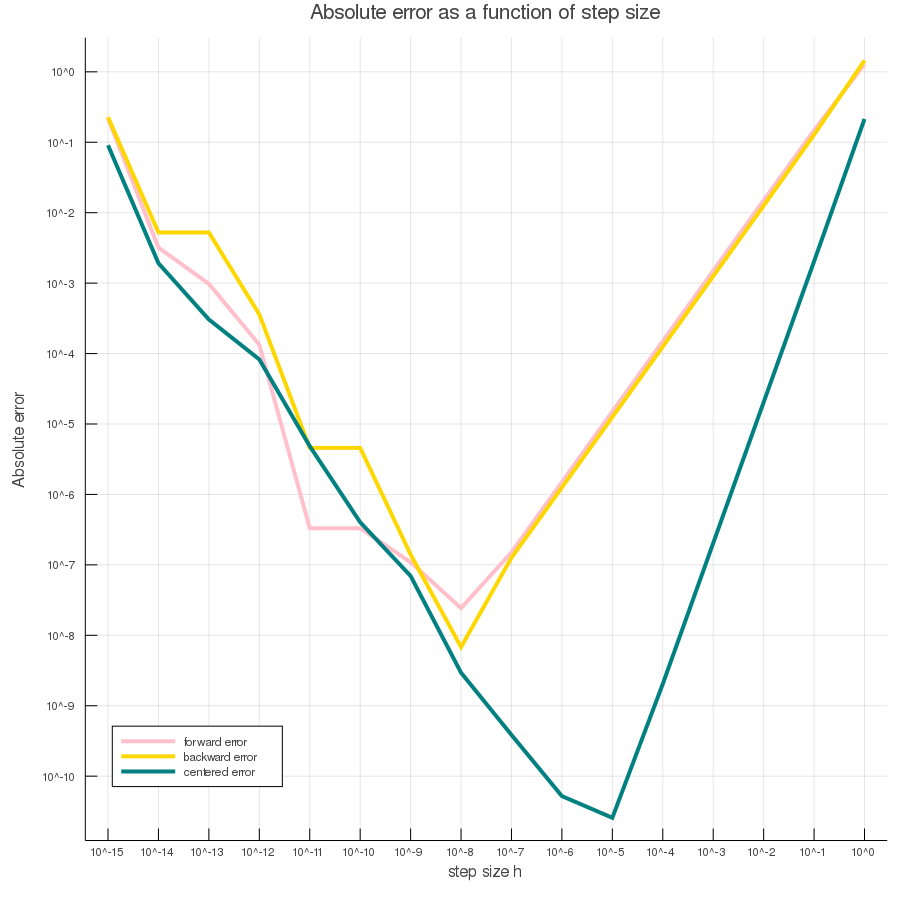 Absolute error as a function of step size
10^0
10^-1
10^-2
10^-3
10^-4
10^-5
10^-6
10^-7
10^-8
10^-9
10^-10
Absolute error
forward error
backward error
centered error
10^-15 10^-14 10^-13 10^-12 10^-11 10^-10 10^-9 10^-8 10^-7 10^-6 10^-5 10^-4 10^-3 10^-2 10^-1 10^0
step size h